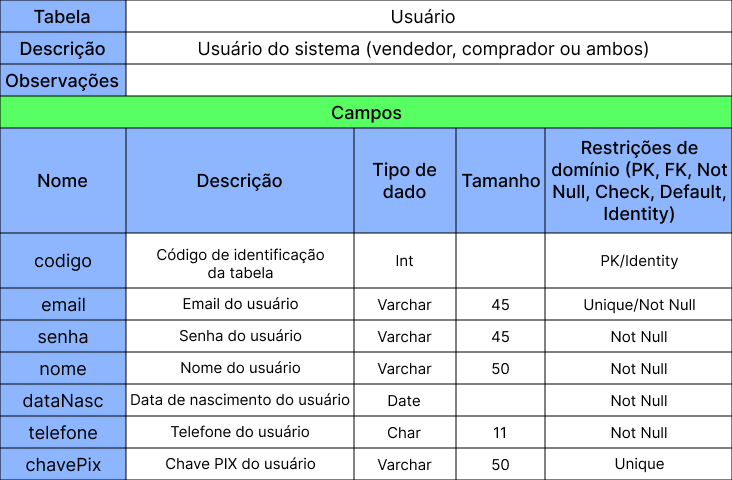 Tabela Usuário
Descrição Usuário do sistema (vendedor, comprador ou ambos)
Observações
Campos
Nome Descrição Tipo de dado Tamanho Restrições de domínio (PK, FK, Not Null, Check, Default, Identity)
codigo Código de identificação da tabela Int PK/Identity
email Email do usuário Varchar 45 Unique/Not Null
senha Senha do usuário Varchar 45 Not Null
nome Nome do usuário Varchar 50 Not Null
dataNasc Data de nascimento do usuário Date Not Null
telefone Telefone do usuário Char 11 Not Null
chavePix Chave PIX do usuário Varchar 50 Unique